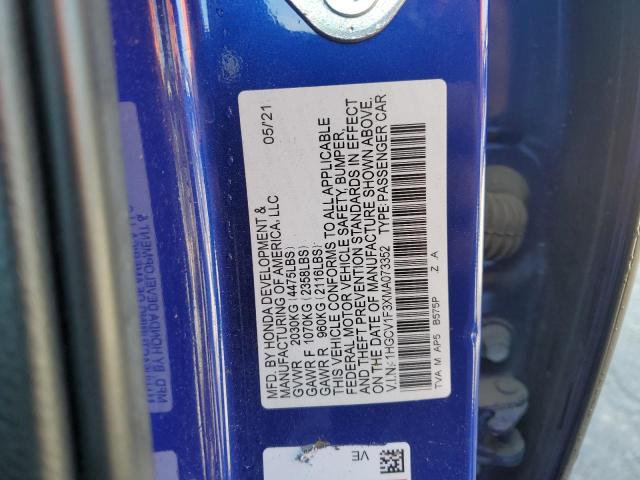 MFD. BY HONDA DEVELOPMENT & 05/'21
MANUFACTURING OF AMERICA, LLC
GVWR 2030KG(4475LBS)
GAWR F 1070KG(2358LBS)
GAWR R 960KG(2116LBS)
THIS VEHICLE CONFORMS TO ALL APPLICABLE
FEDERAL MOTOR VEHICLE SAFETY, BUMPER,
AND THEFT PREVENTION STANDARDS IN EFFECT
ON THE DATE OF MANUFACTURE SHOWN ABOVE.
V.I.N.:1HGCV1F3XMA073352 TYPE:PASSENGER CAR
TVA M AP5 B575P Z A
VE